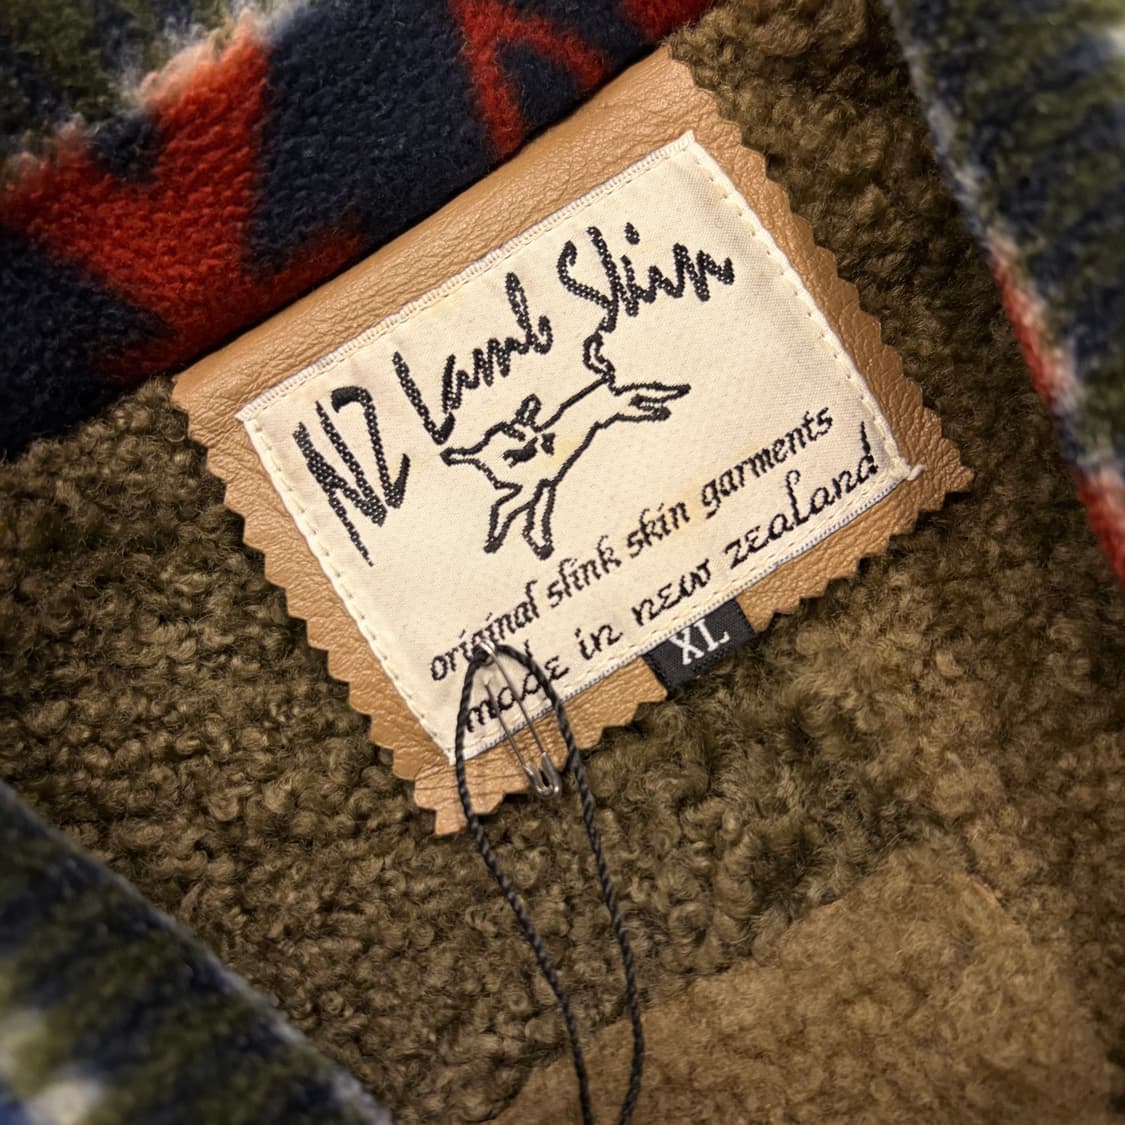 NZ Lamb Skin
original slink skin garments
made in new zealand
XL